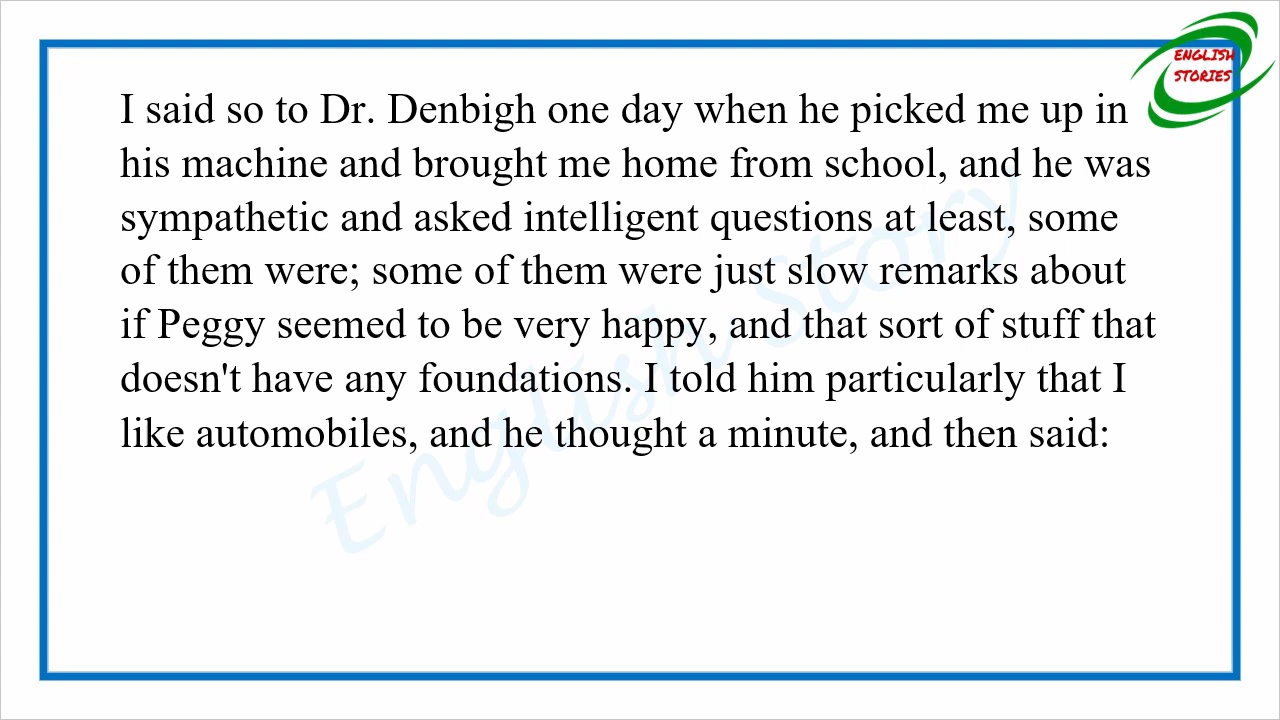 ENGLISH
STORIES
I said so to Dr. Denbigh one day when he picked me up in
his machine and brought me home from school, and he was
sympathetic and asked intelligent questions at least, some
of them were; some of them were just slow remarks about
if Peggy seemed to be very happy, and that sort of stuff that
doesn't have any foundations. I told him particularly that I
like automobiles, and he thought a minute, and then said:
English Story